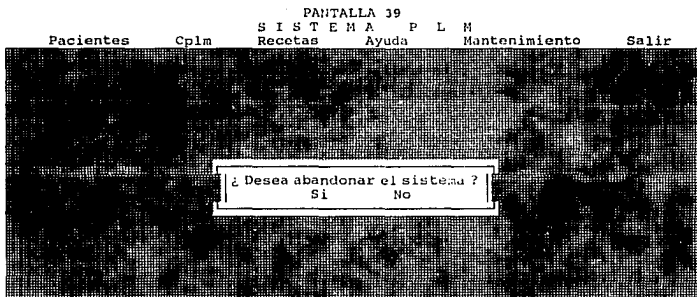 PANTALLA 39
S I S T E M A P L M
Pacientes Cplm Recetas Ayuda Mantenimiento Salir
¿ Desea abandonar el sistema ?
Si No